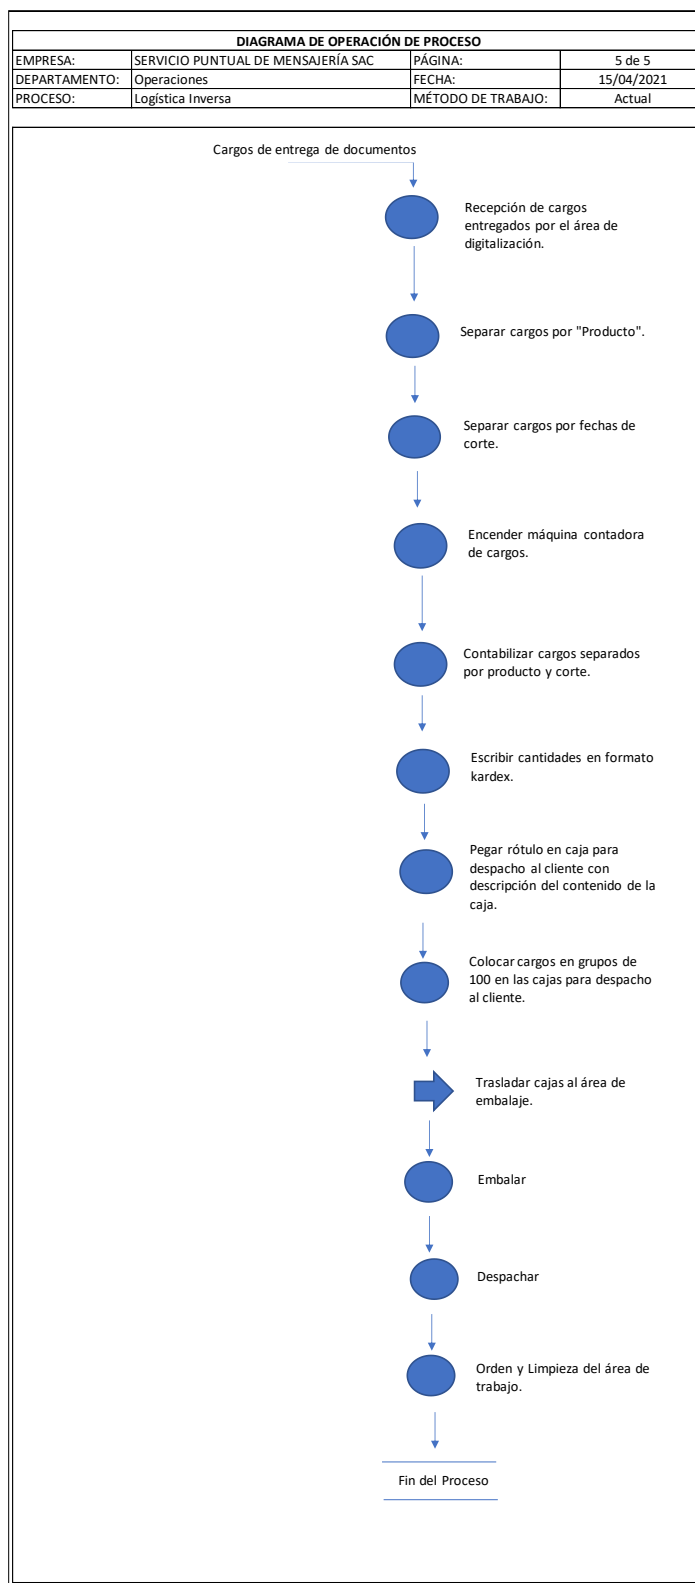 DIAGRAMA DE OPERACIÓN DE PROCESO
EMPRESA: SERVICIO PUNTUAL DE MENSAJERÍA SAC PÁGINA: 5 de 5
DEPARTAMENTO: Operaciones FECHA: 15/04/2021
PROCESO: Logística Inversa MÉTODO DE TRABAJO: Actual
Cargos de entrega de documentos
Recepción de cargos
entregados por el área de
digitalización.
Separar cargos por "Producto".
Separar cargos por fechas de
corte.
Encender máquina contadora
de cargos.
Contabilizar cargos separados
por producto y corte.
Escribir cantidades en formato
kardex.
Pegar rótulo en caja para
despacho al cliente con
descripción del contenido de la
caja.
Colocar cargos en grupos de
100 en las cajas para despacho
al cliente.
Trasladar cajas al área de
embalaje.
Embalar
Despachar
Orden y Limpieza del área de
trabajo.
Fin del Proceso